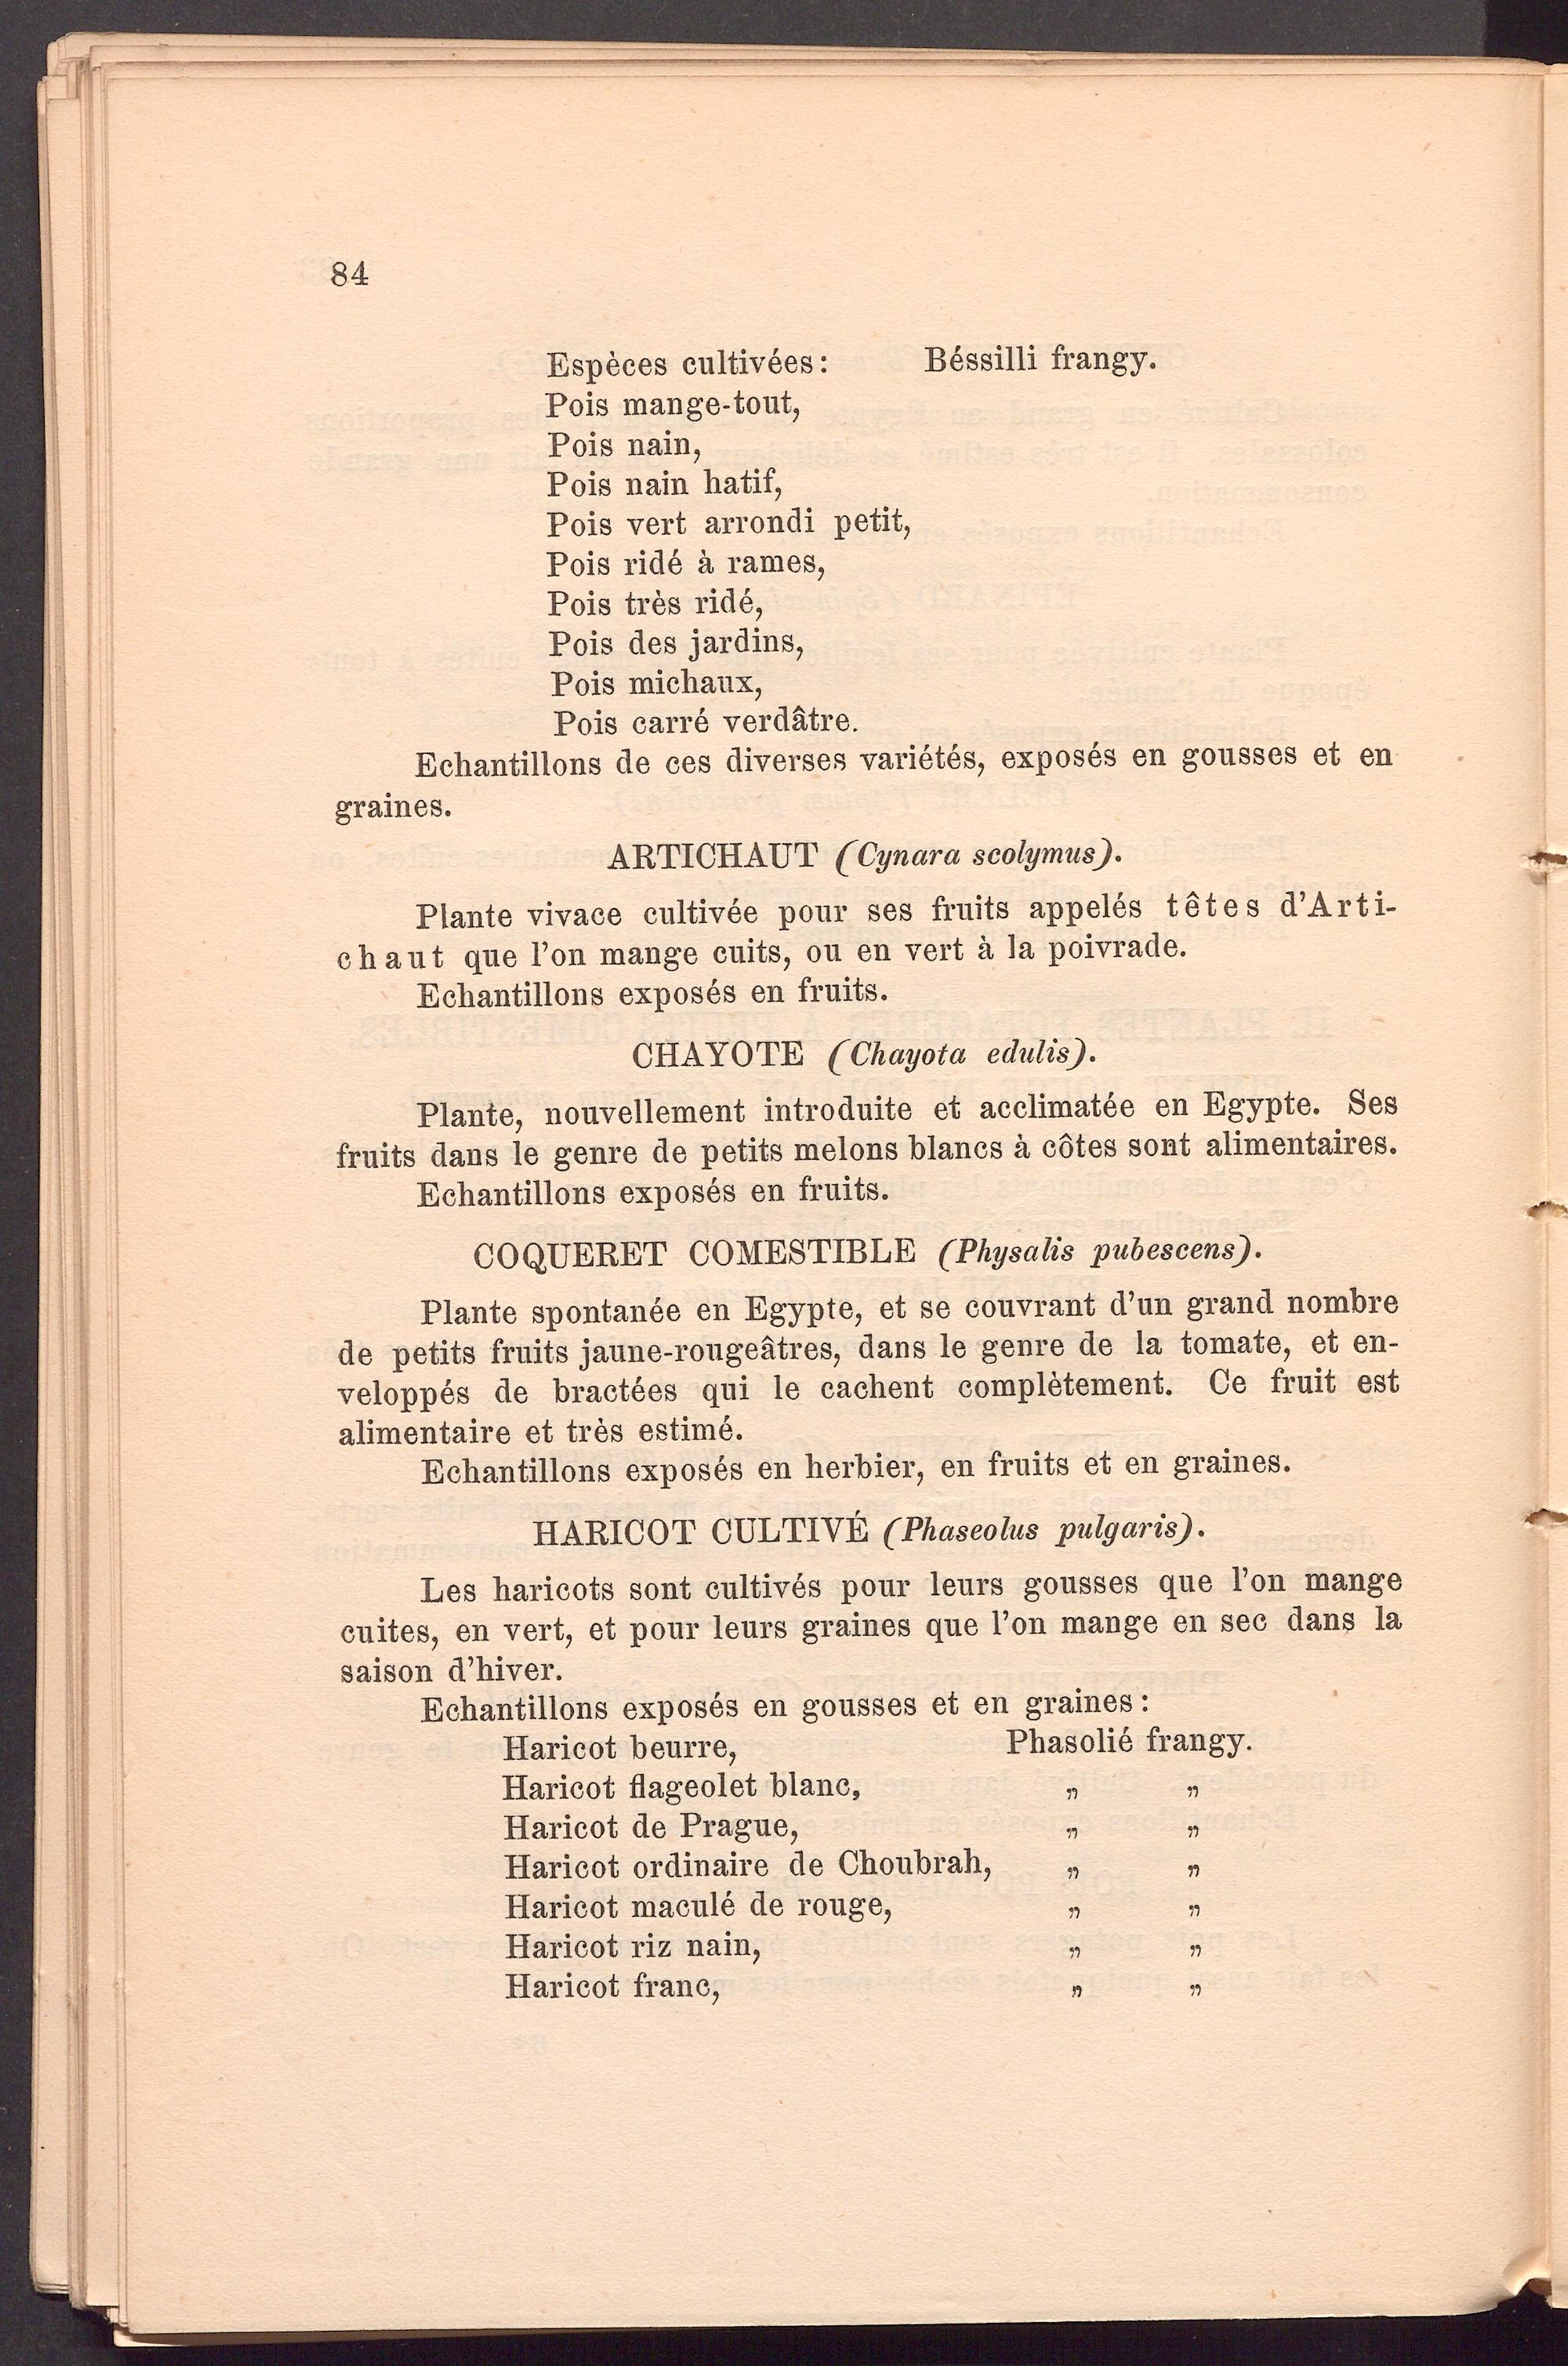 84
Espèces cultivées: Béssilli frangy.
Pois mange-tout,
Pois nain,
Pois nain hatif,
Pois vert arrondi petit,
Pois ridé à rames,
Pois très ridé,
Pois des jardins,
Pois michaux,
Pois carré verdâtre.
Echantillons de ces diverses variétés, exposés en gousses et en
graines.
ARTICHAUT (Cynara scolymus).
Plante vivace cultivée pour ses fruits appelés têtes d'Arti-
chaut que l'on mange cuits, ou en vert à la poivrade.
Echantillons exposés en fruits.
CHAYOTE (Chayota edulis).
Plante, nouvellement introduite et acclimatée en Egypte. Ses
fruits dans le genre de petits melons blancs à côtes sont alimentaires.
Echantillons exposés en fruits.
COQUERET COMESTIBLE (Physalis pubescens).
Plante spontanée en Egypte, et se couvrant d'un grand nombre
de petits fruits jaune-rougeâtres, dans le genre de la tomate, et en-
veloppés de bractées qui le cachent complètement. Ce fruit est
alimentaire et très estimé.
Echantillons exposés en herbier, en fruits et en graines.
HARICOT CULTIVÉ (Phaseolus pulgaris).
Les haricots sont cultivés pour leurs gousses que l'on mange
cuites, en vert, et pour leurs graines que l'on mange en sec dans la
saison d'hiver.
Echantillons exposés en gousses et en graines:
Haricot beurre, Phasolié frangy.
Haricot flageolet blanc, „ „
Haricot de Prague, „ „
Haricot ordinaire de Choubrah, „ „
Haricot maculé de rouge, „ „
Haricot riz nain, „ „
Haricot franc, „ „